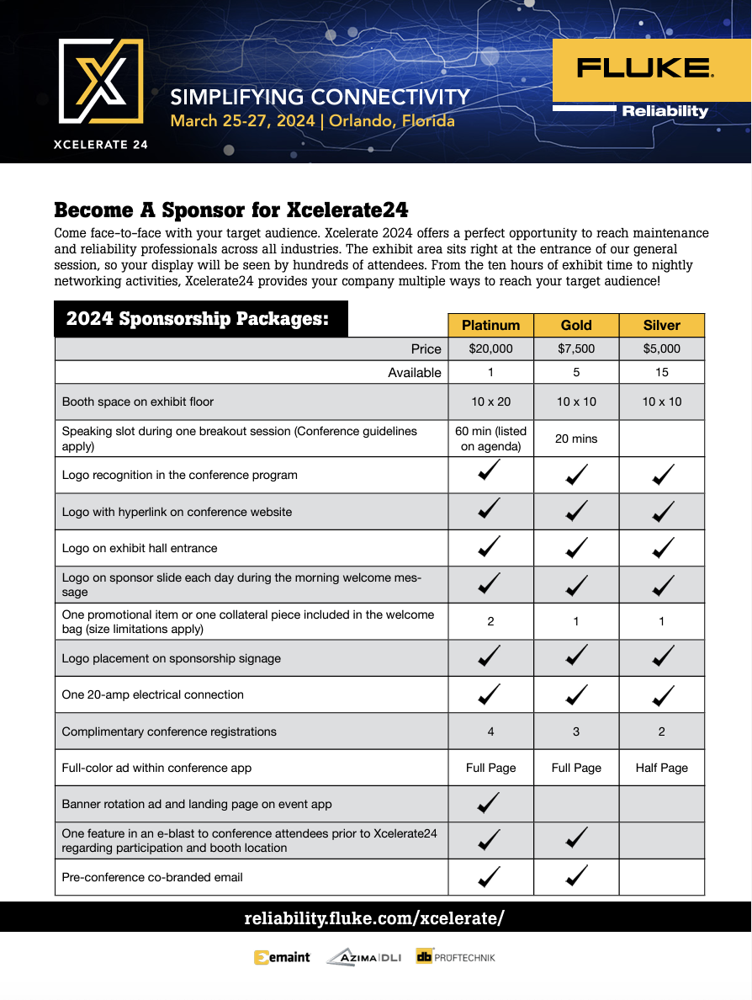 XCELERATE 24
SIMPLIFYING CONNECTIVITY
March 25-27, 2024 | Orlando, Florida
FLUKE®
Reliability
Become A Sponsor for Xcelerate24
Come face-to-face with your target audience. Xcelerate 2024 offers a perfect opportunity to reach maintenance
and reliability professionals across all industries. The exhibit area sits right at the entrance of our general
session, so your display will be seen by hundreds of attendees. From the ten hours of exhibit time to nightly
networking activities, Xcelerate24 provides your company multiple ways to reach your target audience!
2024 Sponsorship Packages:
Platinum Gold Silver
Price $20,000 $7,500 $5,000
Available 1 5 15
Booth space on exhibit floor 10 x 20 10 x 10 10 x 10
Speaking slot during one breakout session (Conference guidelines
apply)
60 min (listed
on agenda)
20 mins
Logo recognition in the conference program ✓ ✓ ✓
Logo with hyperlink on conference website ✓ ✓ ✓
Logo on exhibit hall entrance ✓ ✓ ✓
Logo on sponsor slide each day during the morning welcome mes-
sage ✓ ✓ ✓
One promotional item or one collateral piece included in the welcome
bag (size limitations apply) 2 1 1
Logo placement on sponsorship signage ✓ ✓ ✓
One 20-amp electrical connection ✓ ✓ ✓
Complimentary conference registrations 4 3 2
Full-color ad within conference app Full Page Full Page Half Page
Banner rotation ad and landing page on event app ✓
One feature in an e-blast to conference attendees prior to Xcelerate24
regarding participation and booth location ✓ ✓
Pre-conference co-branded email ✓ ✓
reliability.fluke.com/xcelerate/
emaint AZIMA|DLI db PRÜFTECHNIK